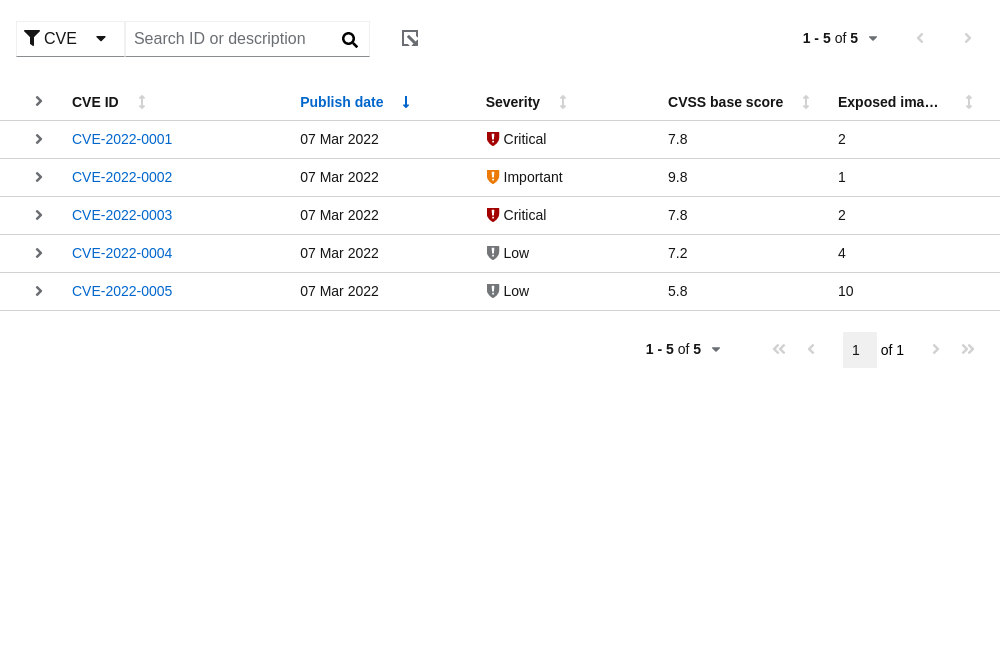 CVE Search ID or description 1 - 5 of 5
CVE ID Publish date Severity CVSS base score Exposed ima...
CVE-2022-0001 07 Mar 2022 Critical 7.8 2
CVE-2022-0002 07 Mar 2022 Important 9.8 1
CVE-2022-0003 07 Mar 2022 Critical 7.8 2
CVE-2022-0004 07 Mar 2022 Low 7.2 4
CVE-2022-0005 07 Mar 2022 Low 5.8 10
1 - 5 of 5 1 of 1